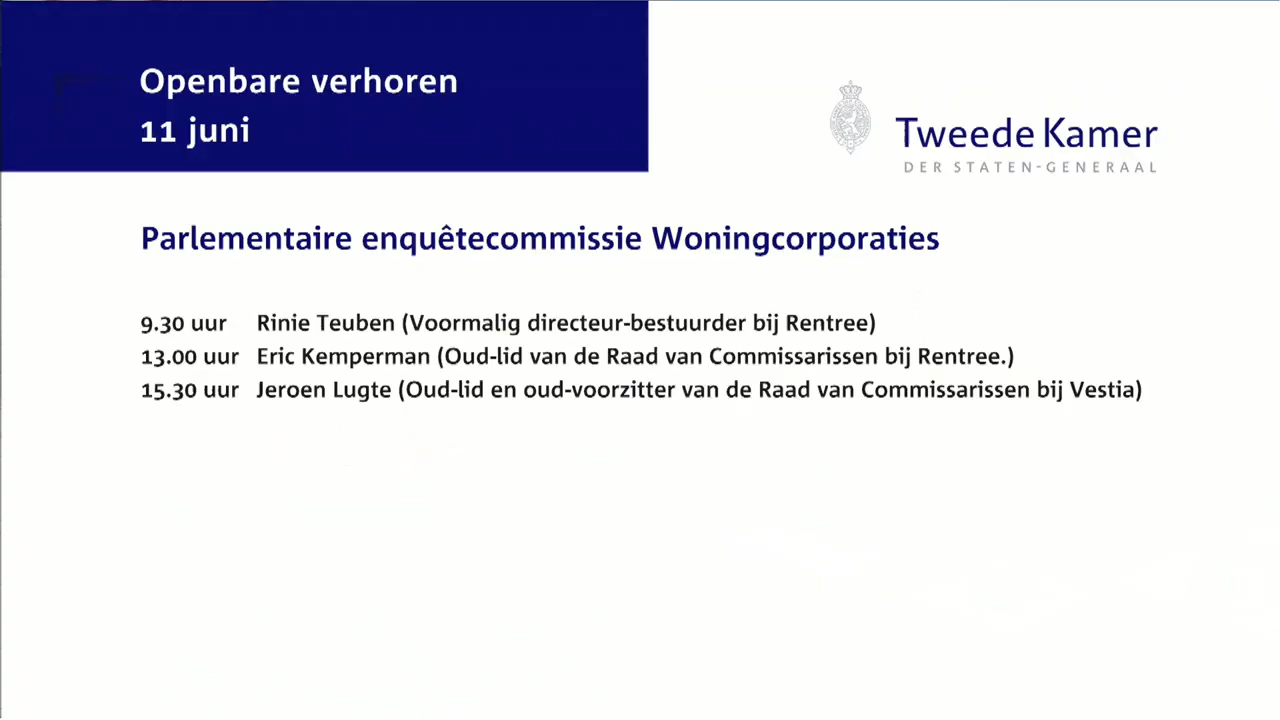 Openbare verhoren
11 juni
Tweede Kamer
DER STATEN-GENERAAL
Parlementaire enquêtecommissie Woningcorporaties
9.30 uur Rinie Teuben (Voormalig directeur-bestuurder bij Rentree)
13.00 uur Eric Kemperman (Oud-lid van de Raad van Commissarissen bij Rentree.)
15.30 uur Jeroen Lugte (Oud-lid en oud-voorzitter van de Raad van Commissarissen bij Vestia)